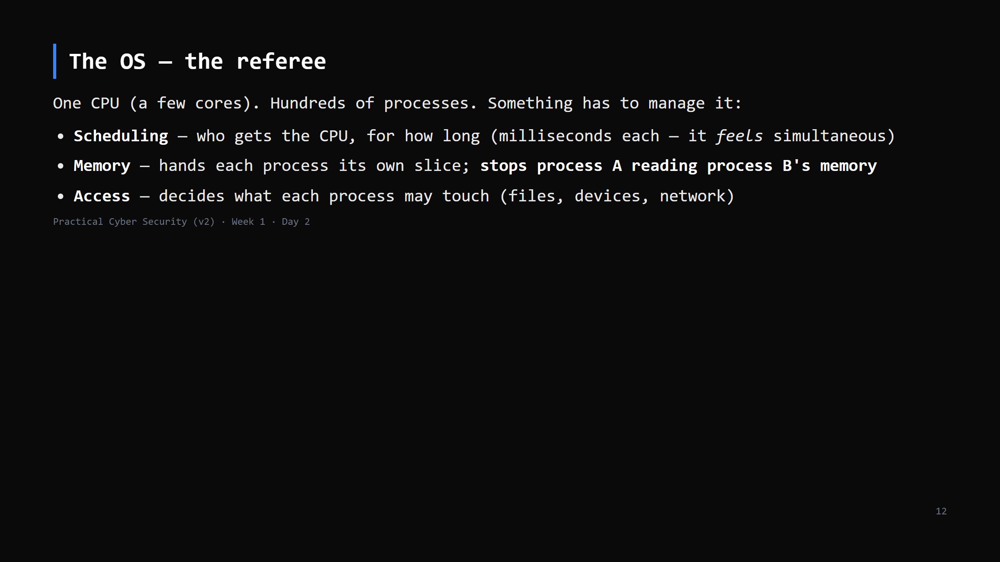 The OS — the referee
One CPU (a few cores). Hundreds of processes. Something has to manage it:
• Scheduling — who gets the CPU, for how long (milliseconds each — it feels simultaneous)
• Memory — hands each process its own slice; stops process A reading process B's memory
• Access — decides what each process may touch (files, devices, network)
Practical Cyber Security (v2) · Week 1 · Day 2
12